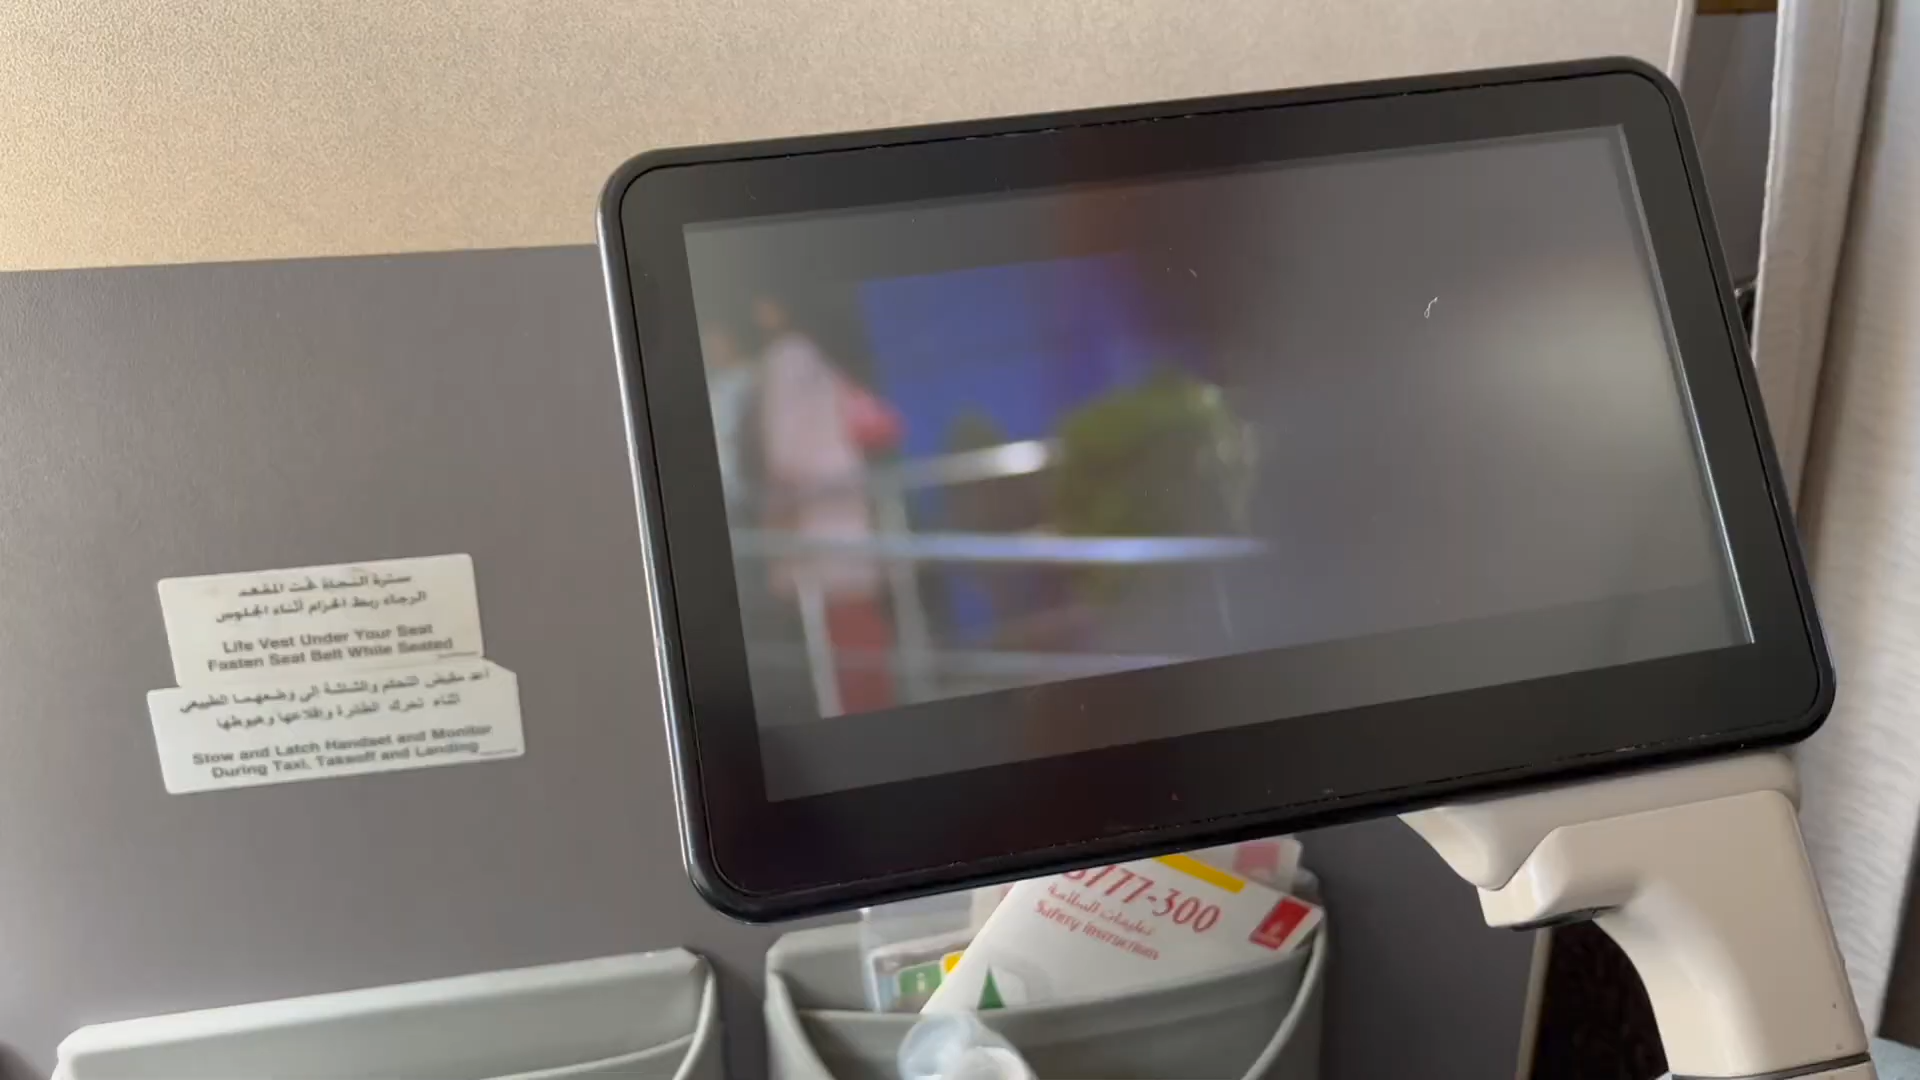 سترة النجاة تحت المقعد
الرجاء ربط الحزام أثناء الجلوس
Life Vest Under Your Seat
Fasten Seat Belt While Seated
أعد مقبض التحكم والشاشة إلى وضعهما الطبيعي
اثناء تحرك الطائرة وإقلاعها وهبوطها
Stow and Latch Handset and Monitor
During Taxi, Takeoff and Landing
B777-300
تعليمات السلامة
Safety Instruction